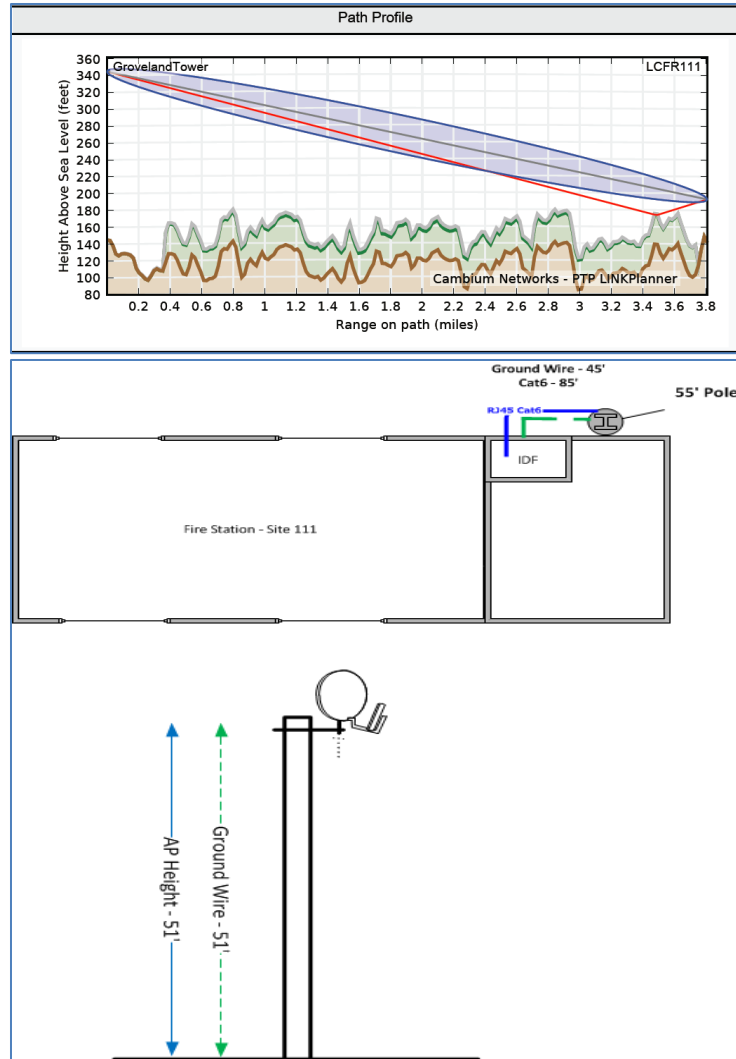 Path Profile
GrovelandTower
LCFR111
Height Above Sea Level (feet)
360
340
320
300
280
260
240
220
200
180
160
140
120
100
80
Cambium Networks - PTP LINKPlanner
0.2 0.4 0.6 0.8 1 1.2 1.4 1.6 1.8 2 2.2 2.4 2.6 2.8 3 3.2 3.4 3.6 3.8
Range on path (miles)
Ground Wire - 45'
Cat6 - 85'
55' Pole
RJ45 Cat6
IDF
Fire Station - Site 111
AP Height - 51'
Ground Wire - 51'